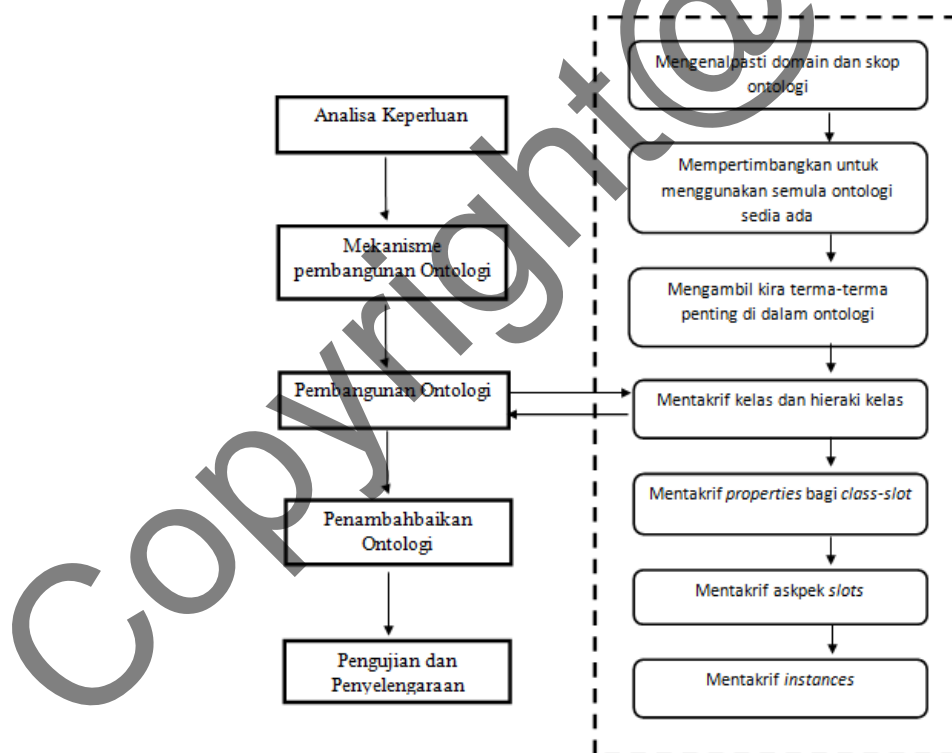 Analisa Keperluan
Mekanisme
pembangunan Ontologi
Pembangunan Ontologi
Penambahbaikan
Ontologi
Pengujian dan
Penyelengaraan
Mengenalpasti domain dan skop
ontologi
Mempertimbangkan untuk
menggunakan semula ontologi
sedia ada
Mengambil kira terma-terma
penting di dalam ontologi
Mentakrif kelas dan hieraki kelas
Mentakrif properties bagi class-slot
Mentakrif askpek slots
Mentakrif instances
Copyright@